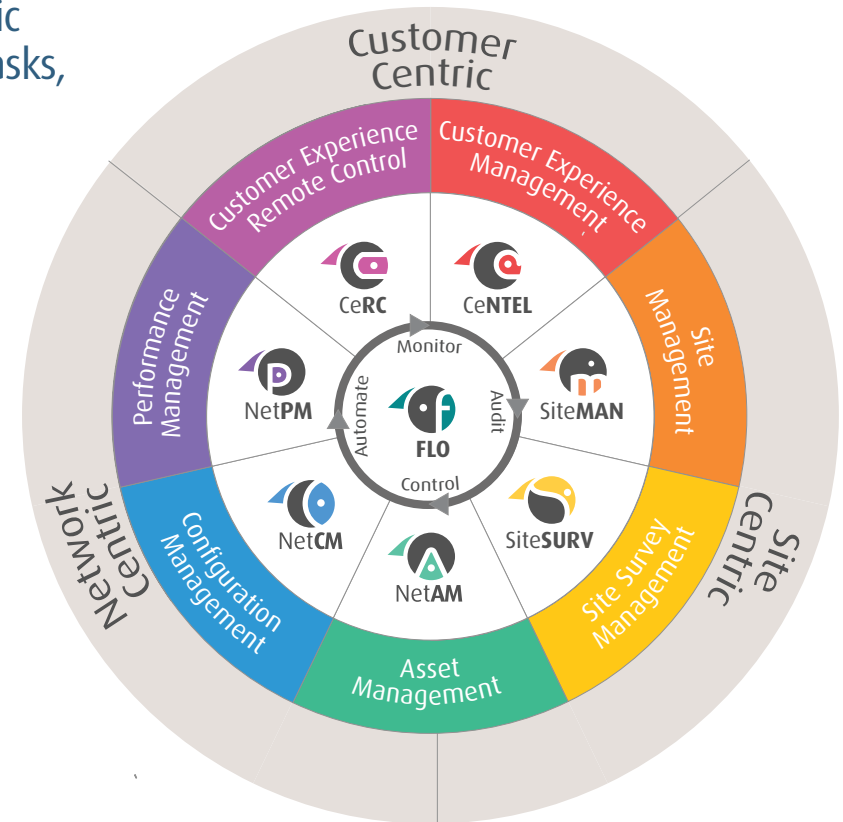 ic
asks,
Customer
Centric
Customer Experience
Remote Control
Customer Experience
Management
Performance
Management
Site
Management
CeRC
CeNTEL
NetPM
SiteMAN
Monitor
Automate
Audit
FLO
Control
NetCM
SiteSURV
NetAM
Network
Centric
Site
Centric
Configuration
Management
Site Survey
Management
Asset
Management